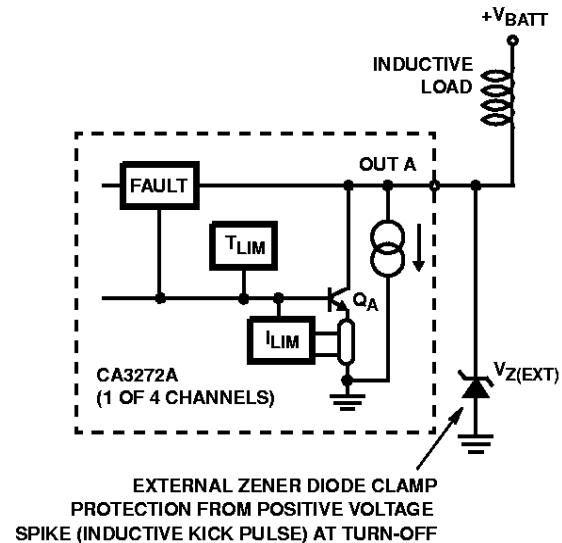 +VBATT
INDUCTIVE
LOAD
OUT A
FAULT
TLIM
QA
ILIM
CA3272A
(1 OF 4 CHANNELS)
VZ(EXT)
EXTERNAL ZENER DIODE CLAMP
PROTECTION FROM POSITIVE VOLTAGE
SPIKE (INDUCTIVE KICK PULSE) AT TURN-OFF